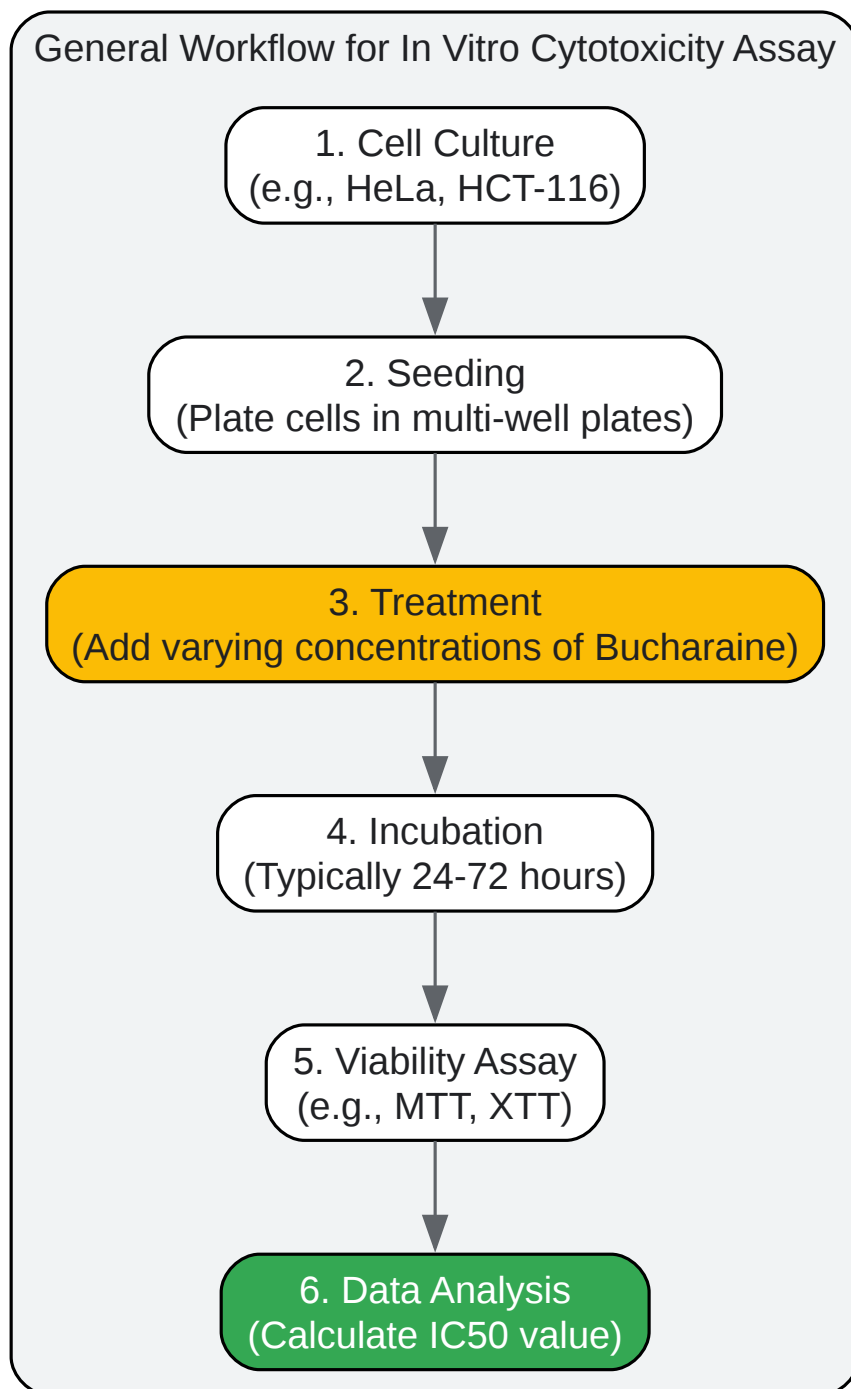 General Workflow for In Vitro Cytotoxicity Assay
1. Cell Culture
(e.g., HeLa, HCT-116)
2. Seeding
(Plate cells in multi-well plates)
3. Treatment
(Add varying concentrations of Bucharaine)
4. Incubation
(Typically 24-72 hours)
5. Viability Assay
(e.g., MTT, XTT)
6. Data Analysis
(Calculate IC50 value)